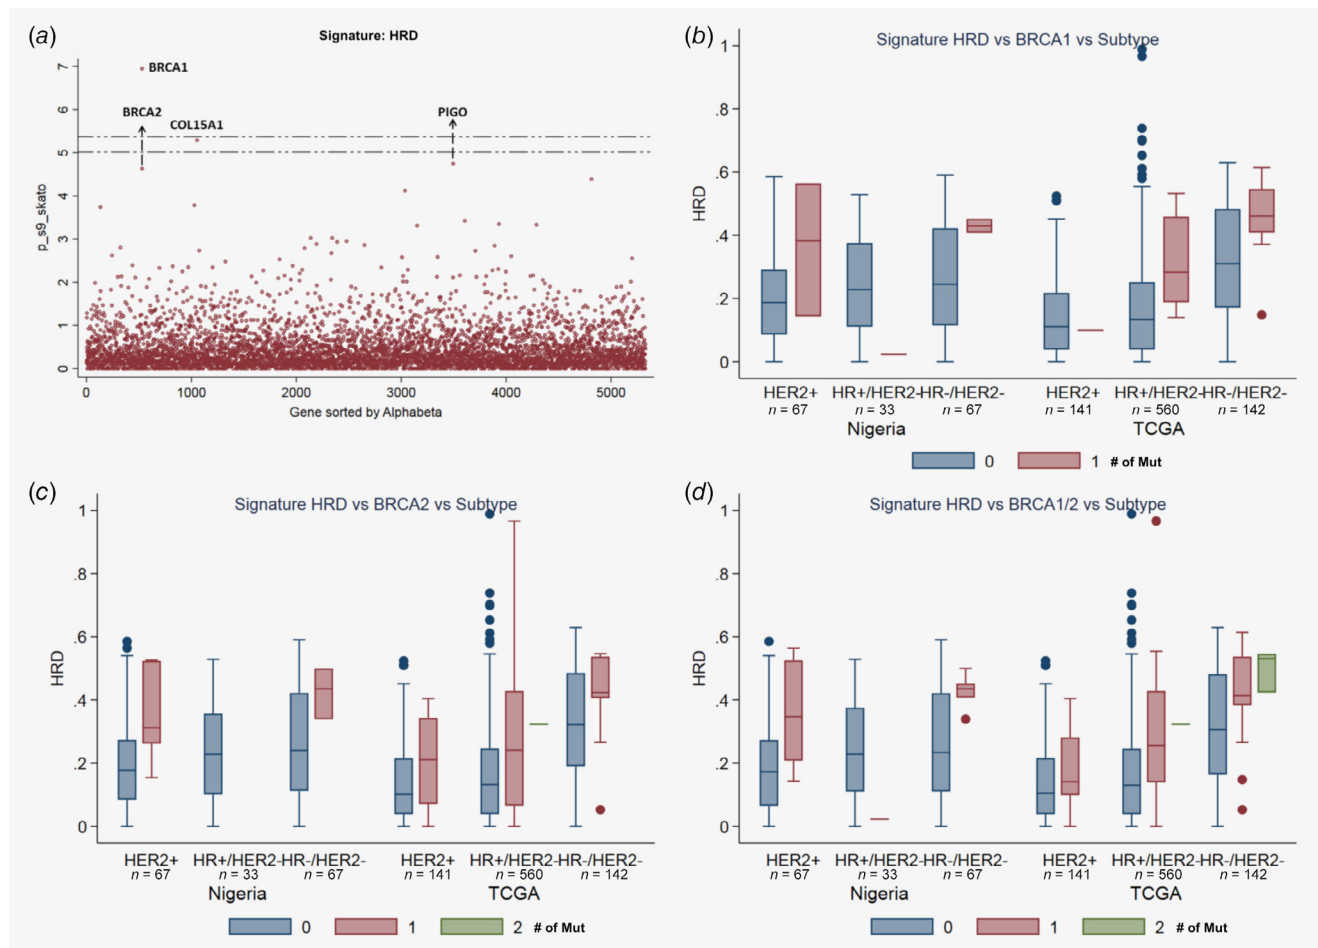 (a)
Signature: HRD
p_s9_skato
7
6
5
4
3
2
1
0
BRCA1
BRCA2
COL15A1
PIGO
0 1000 2000 3000 4000 5000
Gene sorted by Alphabeta
(b)
Signature HRD vs BRCA1 vs Subtype
HRD
1
.8
.6
.4
.2
0
HER2+ HR+/HER2- HR-/HER2- HER2+ HR+/HER2- HR-/HER2-
n = 67 n = 33 n = 67 n = 141 n = 560 n = 142
Nigeria TCGA
0 1 # of Mut
(c)
Signature HRD vs BRCA2 vs Subtype
HRD
1
.8
.6
.4
.2
0
HER2+ HR+/HER2- HR-/HER2- HER2+ HR+/HER2- HR-/HER2-
n = 67 n = 33 n = 67 n = 141 n = 560 n = 142
Nigeria TCGA
0 1 2 # of Mut
(d)
Signature HRD vs BRCA1/2 vs Subtype
HRD
1
.8
.6
.4
.2
0
HER2+ HR+/HER2- HR-/HER2- HER2+ HR+/HER2- HR-/HER2-
n = 67 n = 33 n = 67 n = 141 n = 560 n = 142
Nigeria TCGA
0 1 2 # of Mut